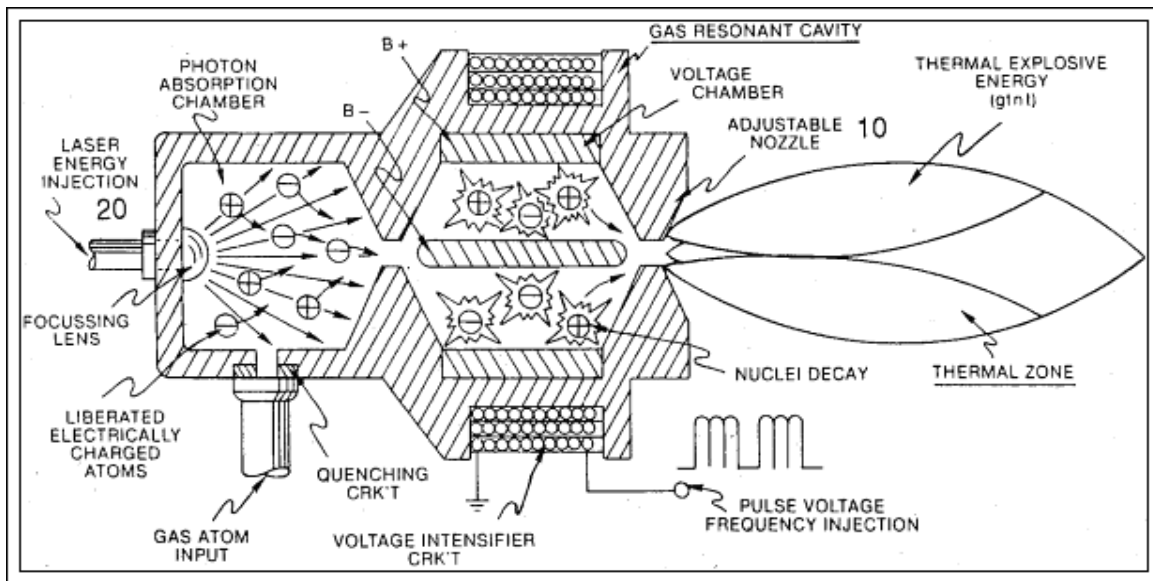 GAS RESONANT CAVITY
B+
PHOTON
ABSORPTION
CHAMBER
B-
VOLTAGE
CHAMBER
THERMAL EXPLOSIVE
ENERGY
(gtnt)
ADJUSTABLE
NOZZLE
10
LASER
ENERGY
INJECTION
20
FOCUSSING
LENS
NUCLEI DECAY
THERMAL ZONE
LIBERATED
ELECTRICALLY
CHARGED
ATOMS
QUENCHING
CRK'T
GAS ATOM
INPUT
VOLTAGE INTENSIFIER
CRK'T
PULSE VOLTAGE
FREQUENCY INJECTION